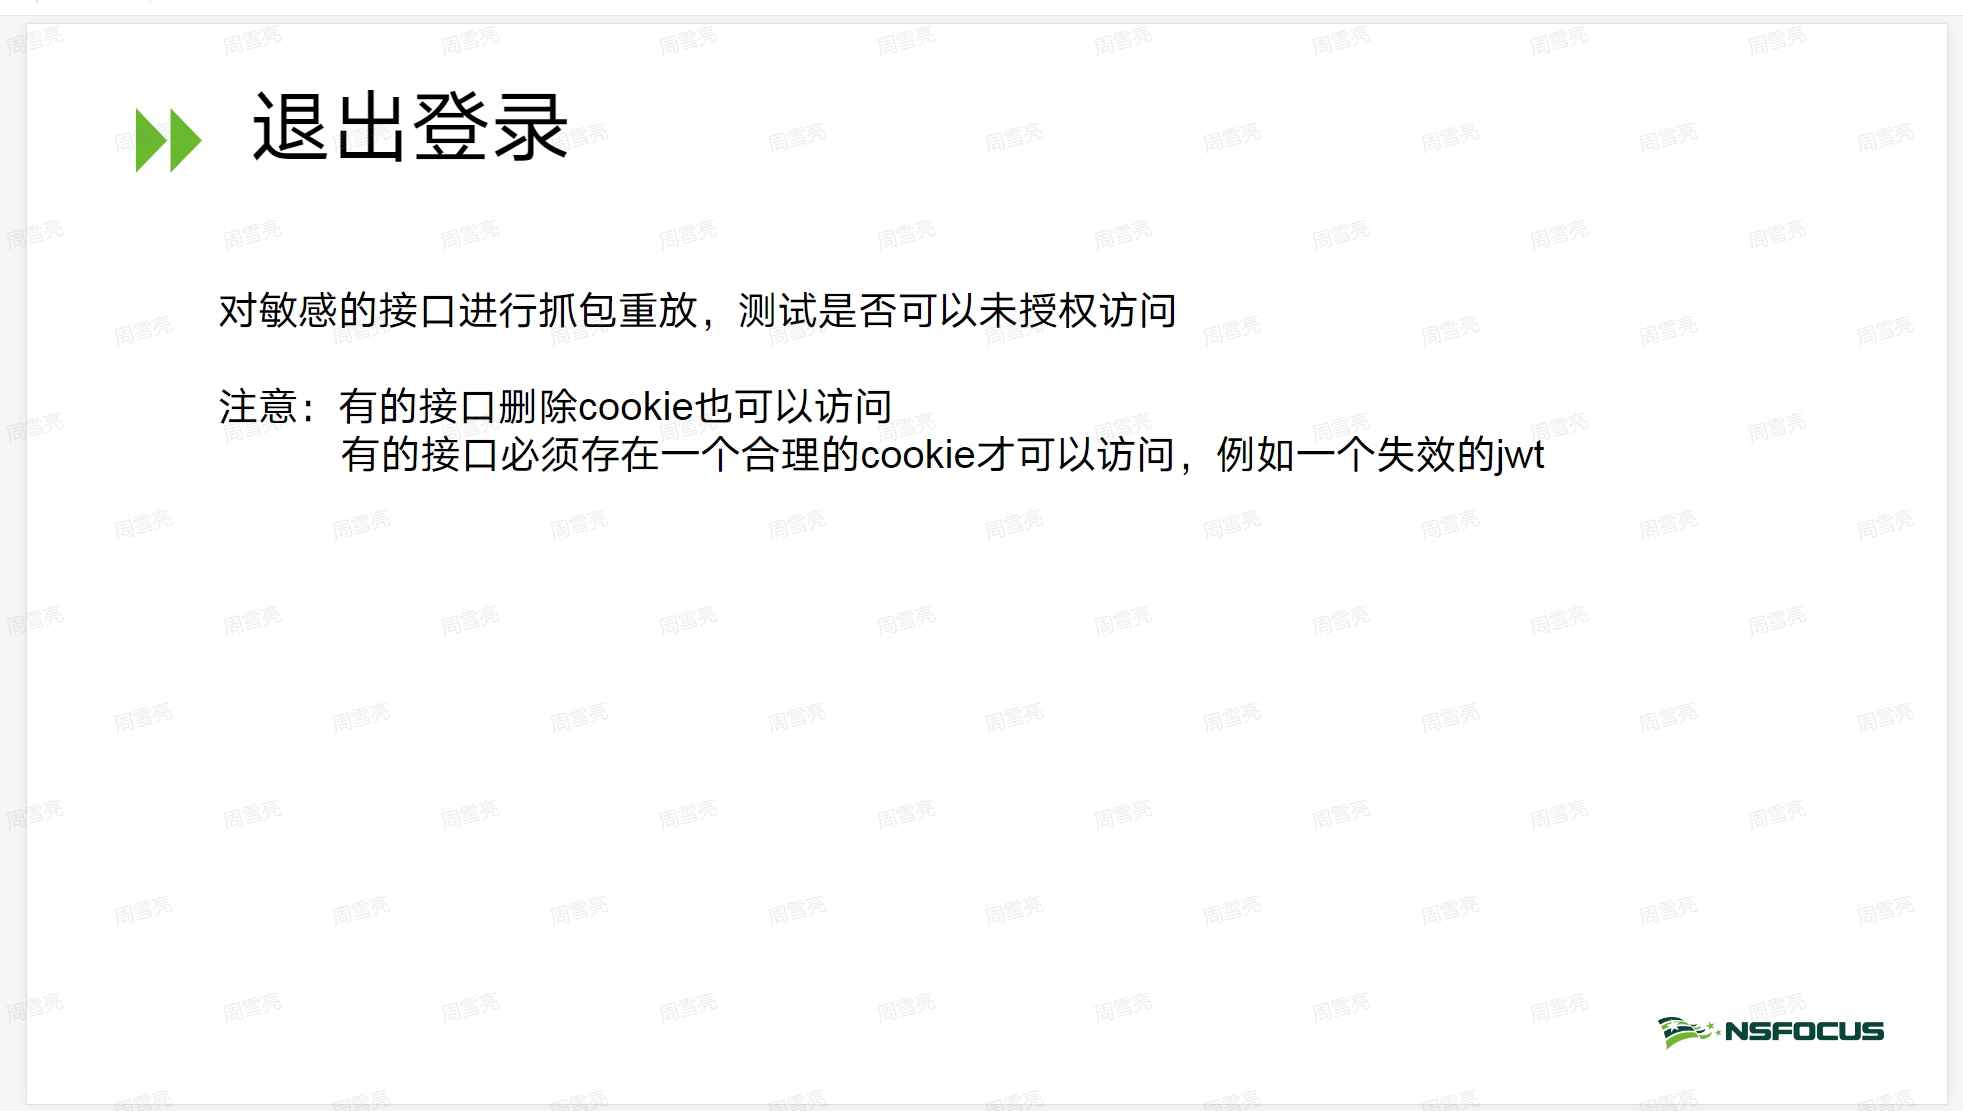 退出登录
对敏感的接口进行抓包重放，测试是否可以未授权访问
注意：有的接口删除cookie也可以访问
有的接口必须存在一个合理的cookie才可以访问，例如一个失效的jwt
NSFOCUS
周雪亮